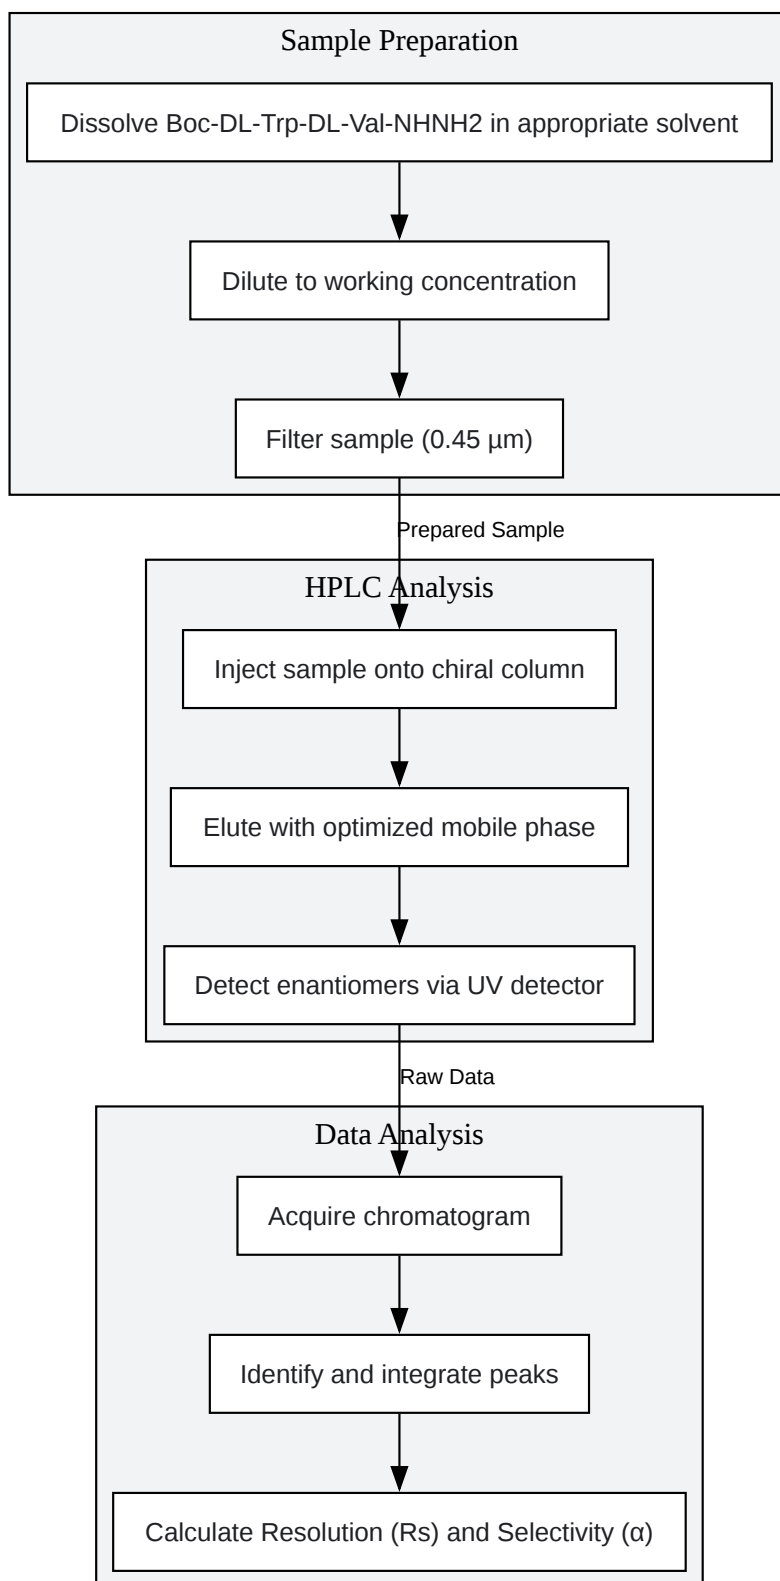 Sample Preparation
Dissolve Boc-DL-Trp-DL-Val-NHNH2 in appropriate solvent
Dilute to working concentration
Filter sample (0.45 µm)
Prepared Sample
HPLC Analysis
Inject sample onto chiral column
Elute with optimized mobile phase
Detect enantiomers via UV detector
Raw Data
Data Analysis
Acquire chromatogram
Identify and integrate peaks
Calculate Resolution (Rs) and Selectivity (α)